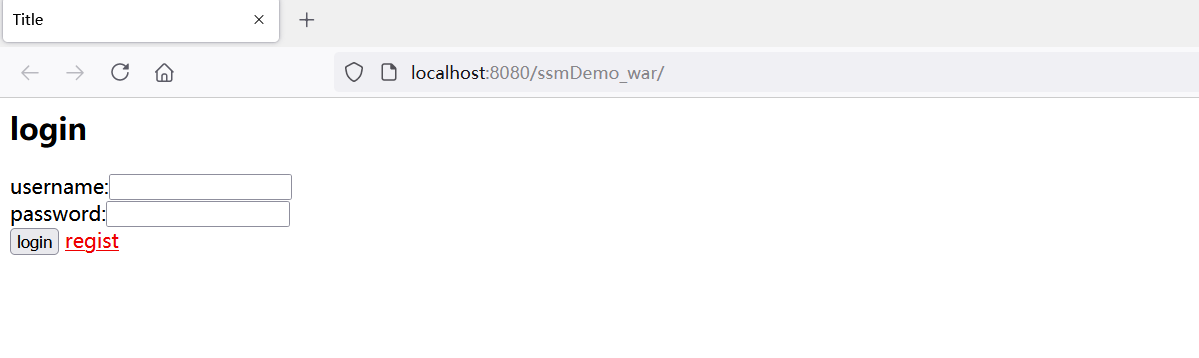 Title
localhost:8080/ssmDemo_war/
login
username:
password:
login regist